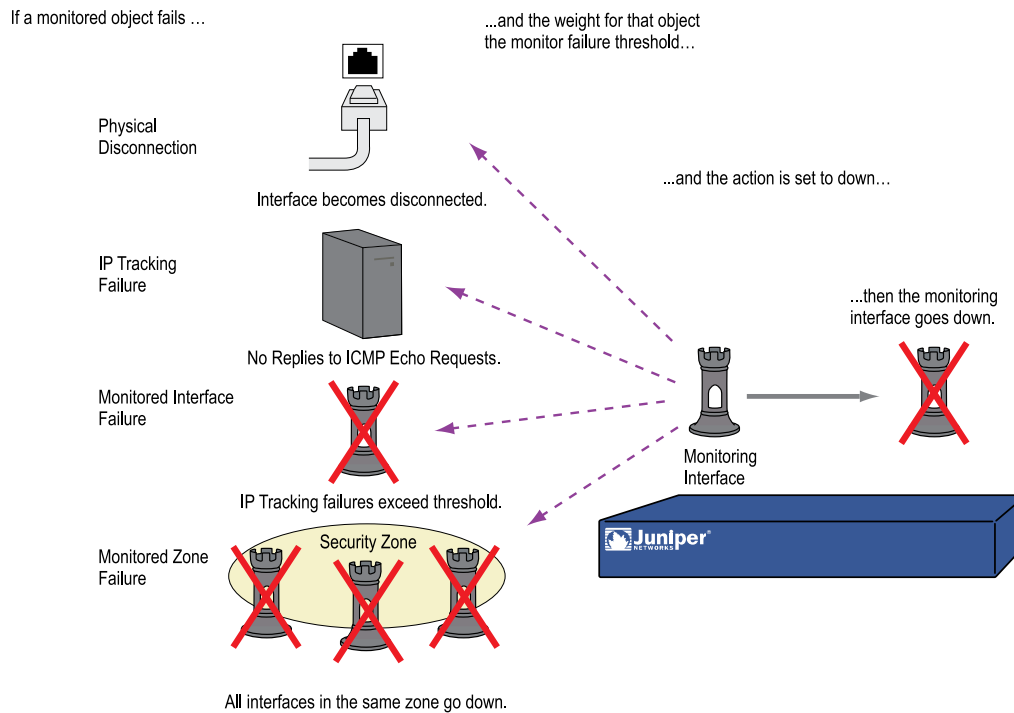 If a monitored object fails …
...and the weight for that object
the monitor failure threshold…
Physical
Disconnection
...and the action is set to down…
Interface becomes disconnected.
IP Tracking
Failure
...then the monitoring
interface goes down.
No Replies to ICMP Echo Requests.
Monitored Interface
Failure
Monitoring
Interface
IP Tracking failures exceed threshold.
Juniper®
NETWORKS
Security Zone
Monitored Zone
Failure
All interfaces in the same zone go down.